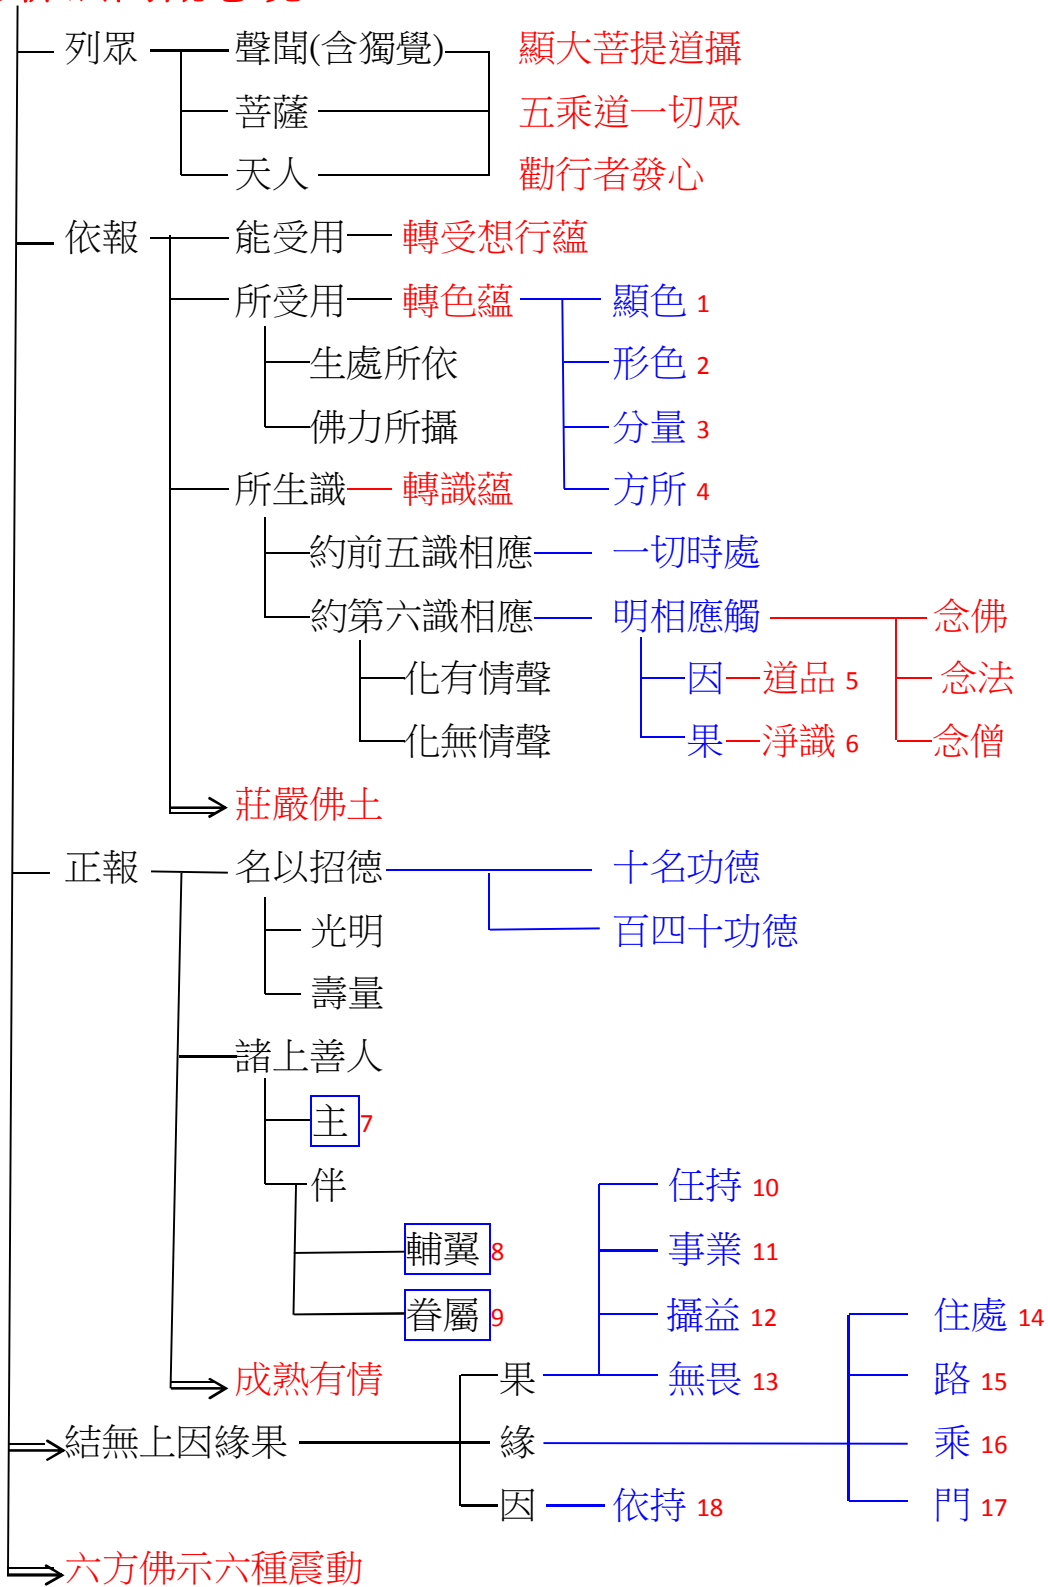 列眾 聲聞(含獨覺) 顯大菩提道攝
菩薩 五乘道一切眾
天人 勸行者發心
依報 能受用 轉受想行蘊
所受用 轉色蘊 顯色 1
生處所依 形色 2
佛力所攝 分量 3
所生識 轉識蘊 方所 4
約前五識相應 一切時處
約第六識相應 明相應觸 念佛
化有情聲 因 道品 5 念法
化無情聲 果 淨識 6 念僧
莊嚴佛土
正報 名以招德 十名功德
光明 百四十功德
壽量
諸上善人
主 7
伴 任持 10
輔翼 8 事業 11
眷屬 9 攝益 12 住處 14
成熟有情 果 無畏 13 路 15
結無上因緣果 緣 乘 16
因 依持 18 門 17
六方佛示六種震動